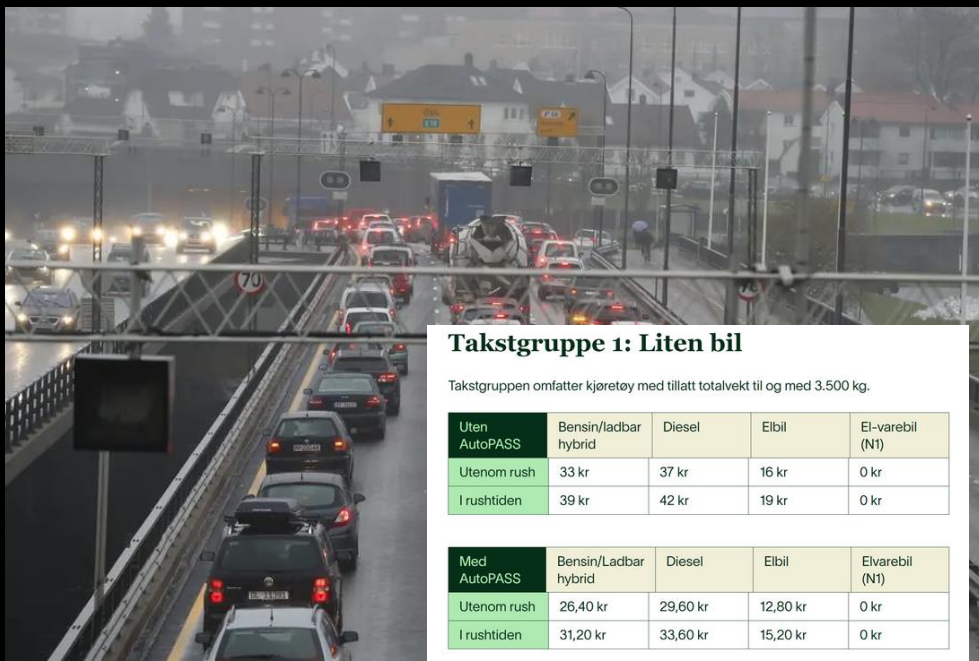 E18
70
Takstgruppe 1: Liten bil
Takstgruppen omfatter kjøretøy med tillatt totalvekt til og med 3.500 kg.
Uten Bensin/ladbar Diesel Elbil El-varebil
AutoPASS hybrid (N1)
Utenom rush 33 kr 37 kr 16 kr 0 kr
I rushtiden 39 kr 42 kr 19 kr 0 kr
Med Bensin/Ladbar Diesel Elbil Elvarebil
AutoPASS hybrid (N1)
Utenom rush 26,40 kr 29,60 kr 12,80 kr 0 kr
I rushtiden 31,20 kr 33,60 kr 15,20 kr 0 kr